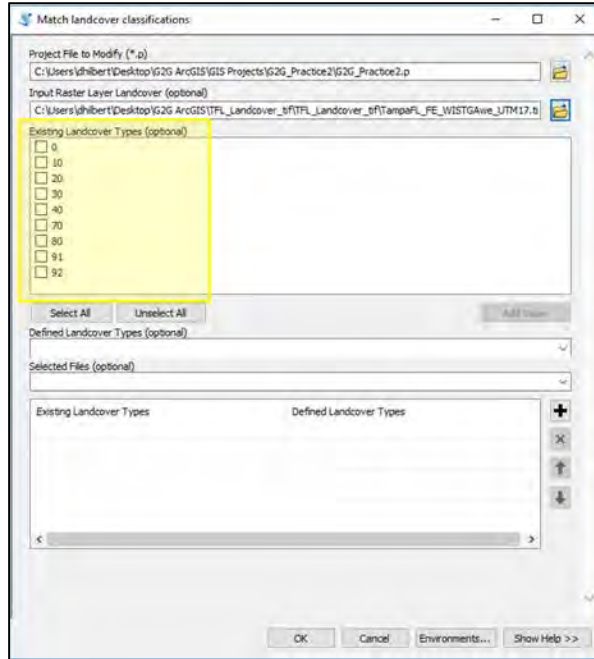 Match landcover classifications
Project File to Modify (*.p)
C:\Users\dhilbert\Desktop\G2G ArcGIS\GIS Projects\G2G_Practice2\G2G_Practice2.p
Input Raster Layer Landcover (optional)
C:\Users\dhilbert\Desktop\G2G ArcGIS\TFL_Landcover_tif\TFL_Landcover_tif\TampaFL_FE_WISTGAwe_UTM17.ti
Existing Landcover Types (optional)
0
10
20
30
40
70
80
91
92
Select All Unselect All Add Value
Defined Landcover Types (optional)
Selected Files (optional)
Existing Landcover Types Defined Landcover Types
OK Cancel Environments... Show Help >>